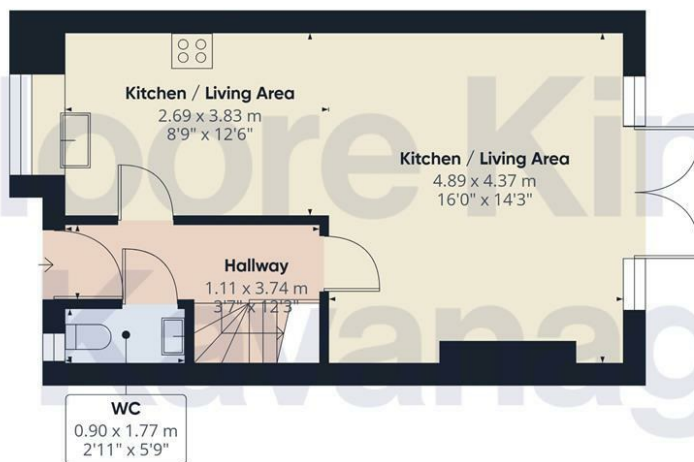 Kitchen / Living Area
2.69 x 3.83 m
8'9" x 12'6"
Kitchen / Living Area
4.89 x 4.37 m
16'0" x 14'3"
Hallway
1.11 x 3.74 m
3'7" x 12'3"
WC
0.90 x 1.77 m
2'11" x 5'9"